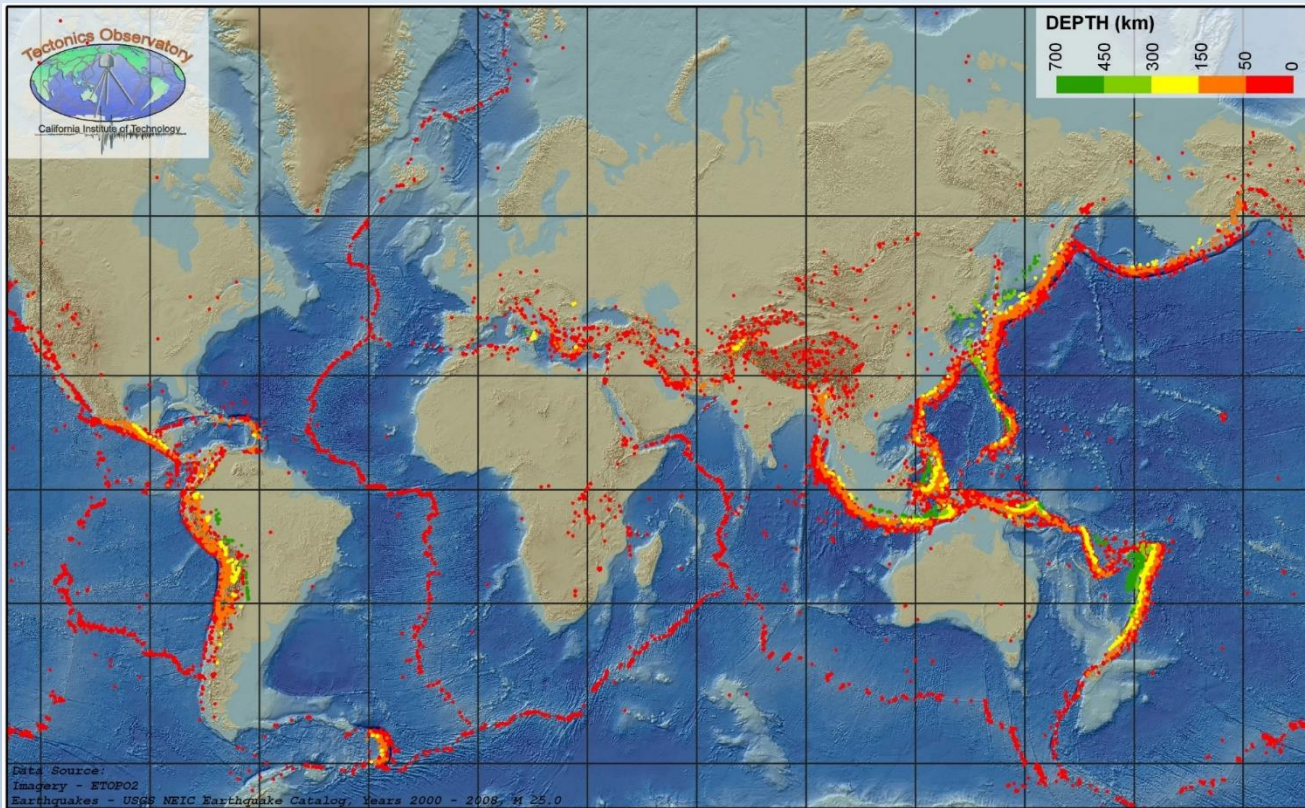 Tectonics Observatory
California Institute of Technology
DEPTH (km)
700
450
300
150
50
0
Data Source:
Imagery - ETOPO2
Earthquakes - USGS NEIC Earthquake Catalog, Years 2000 - 2008, M ≥5.0